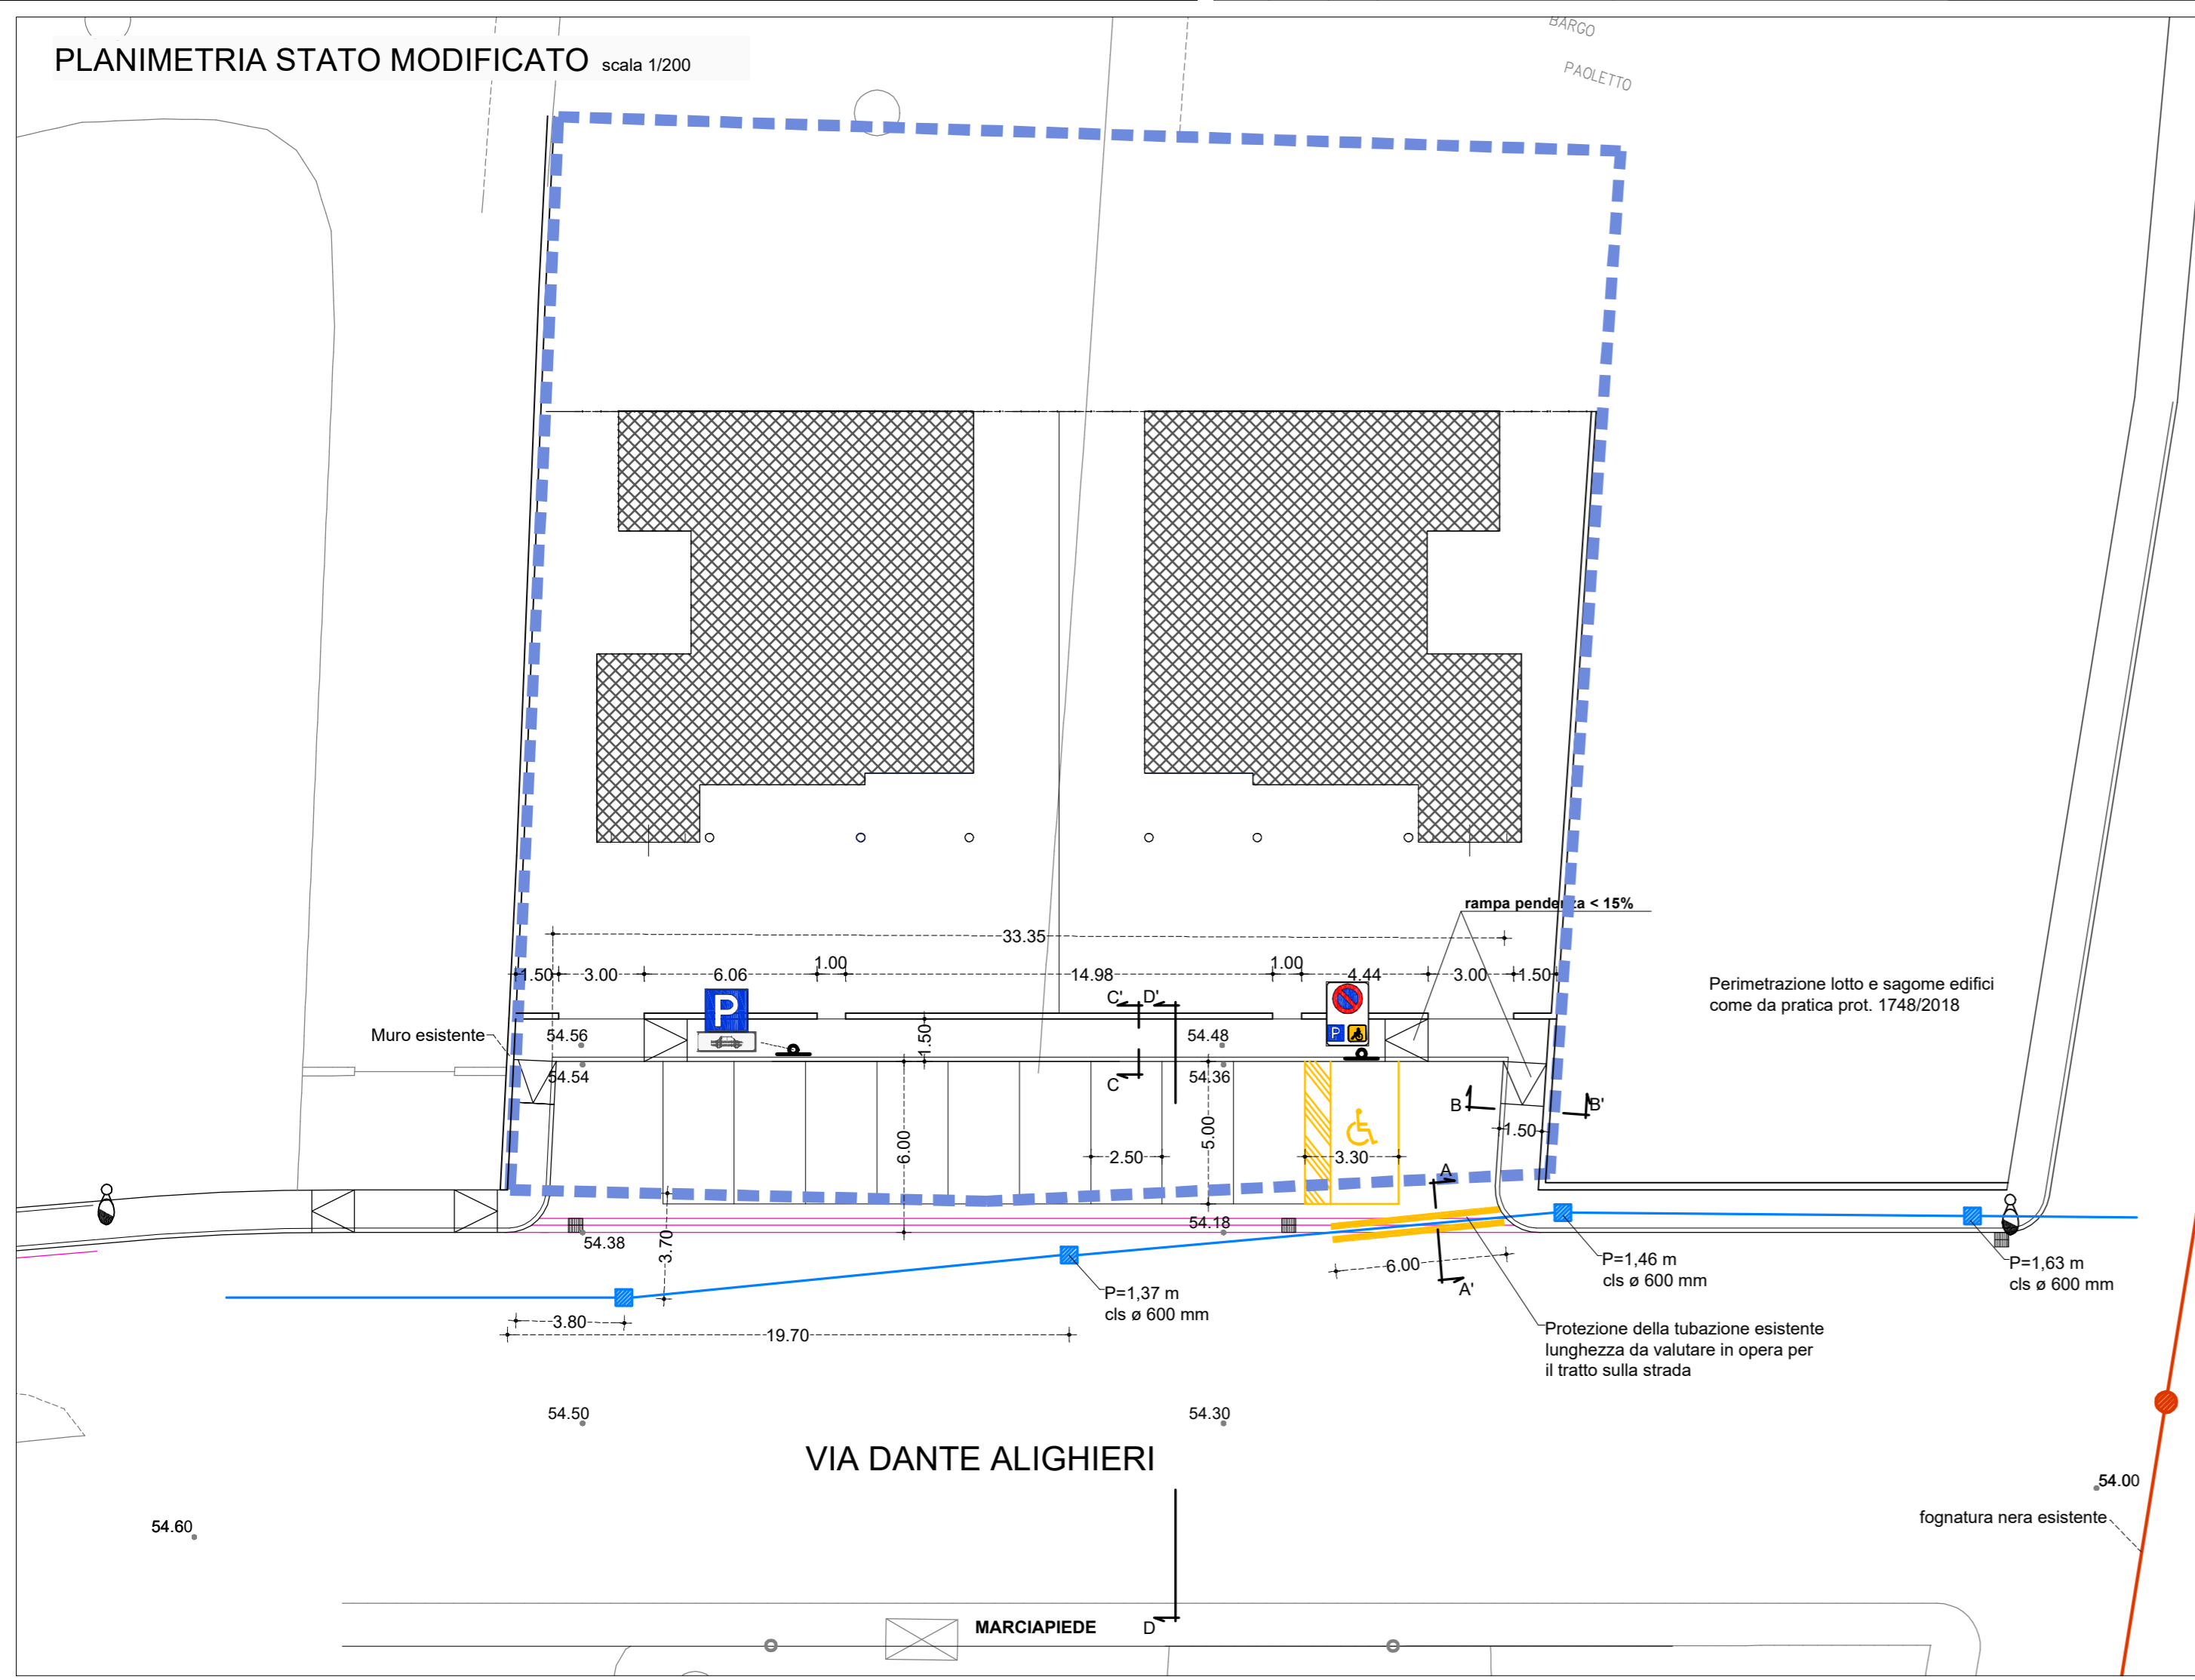 BARGO
PLANIMETRIA STATO MODIFICATO scala 1/200
PAOLETTO
rampa pendenza < 15%
33.35
1.50
3.00
6.06
1.00
14.98
1.00
4.44
3.00
1.50
Perimetrazione lotto e sagome edifici
come da pratica prot. 1748/2018
C'
D'
P
P
Muro esistente
54.56
1.50
54.48
54.54
54.36
C
B
B'
6.00
5.00
1.50
2.50
3.30
A
54.38
3.70
54.18
6.00
A'
P=1,37 m
cls ø 600 mm
P=1,46 m
cls ø 600 mm
P=1,63 m
cls ø 600 mm
3.80
19.70
Protezione della tubazione esistente
lunghezza da valutare in opera per
il tratto sulla strada
54.50
54.30
VIA DANTE ALIGHIERI
54.00
54.60
fognatura nera esistente
MARCIAPIEDE
D